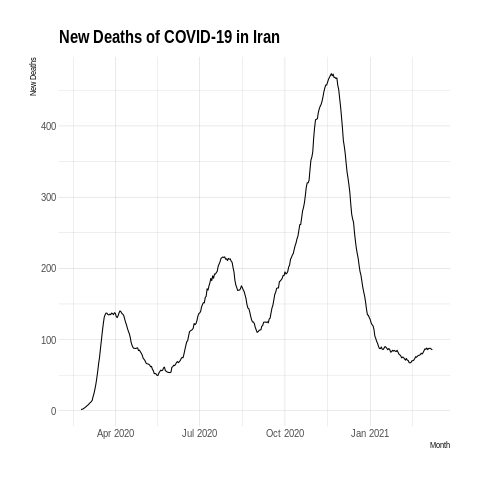 New Deaths of COVID-19 in Iran
New Deaths
400
300
200
100
0
Apr 2020
Jul 2020
Oct 2020
Jan 2021
Month